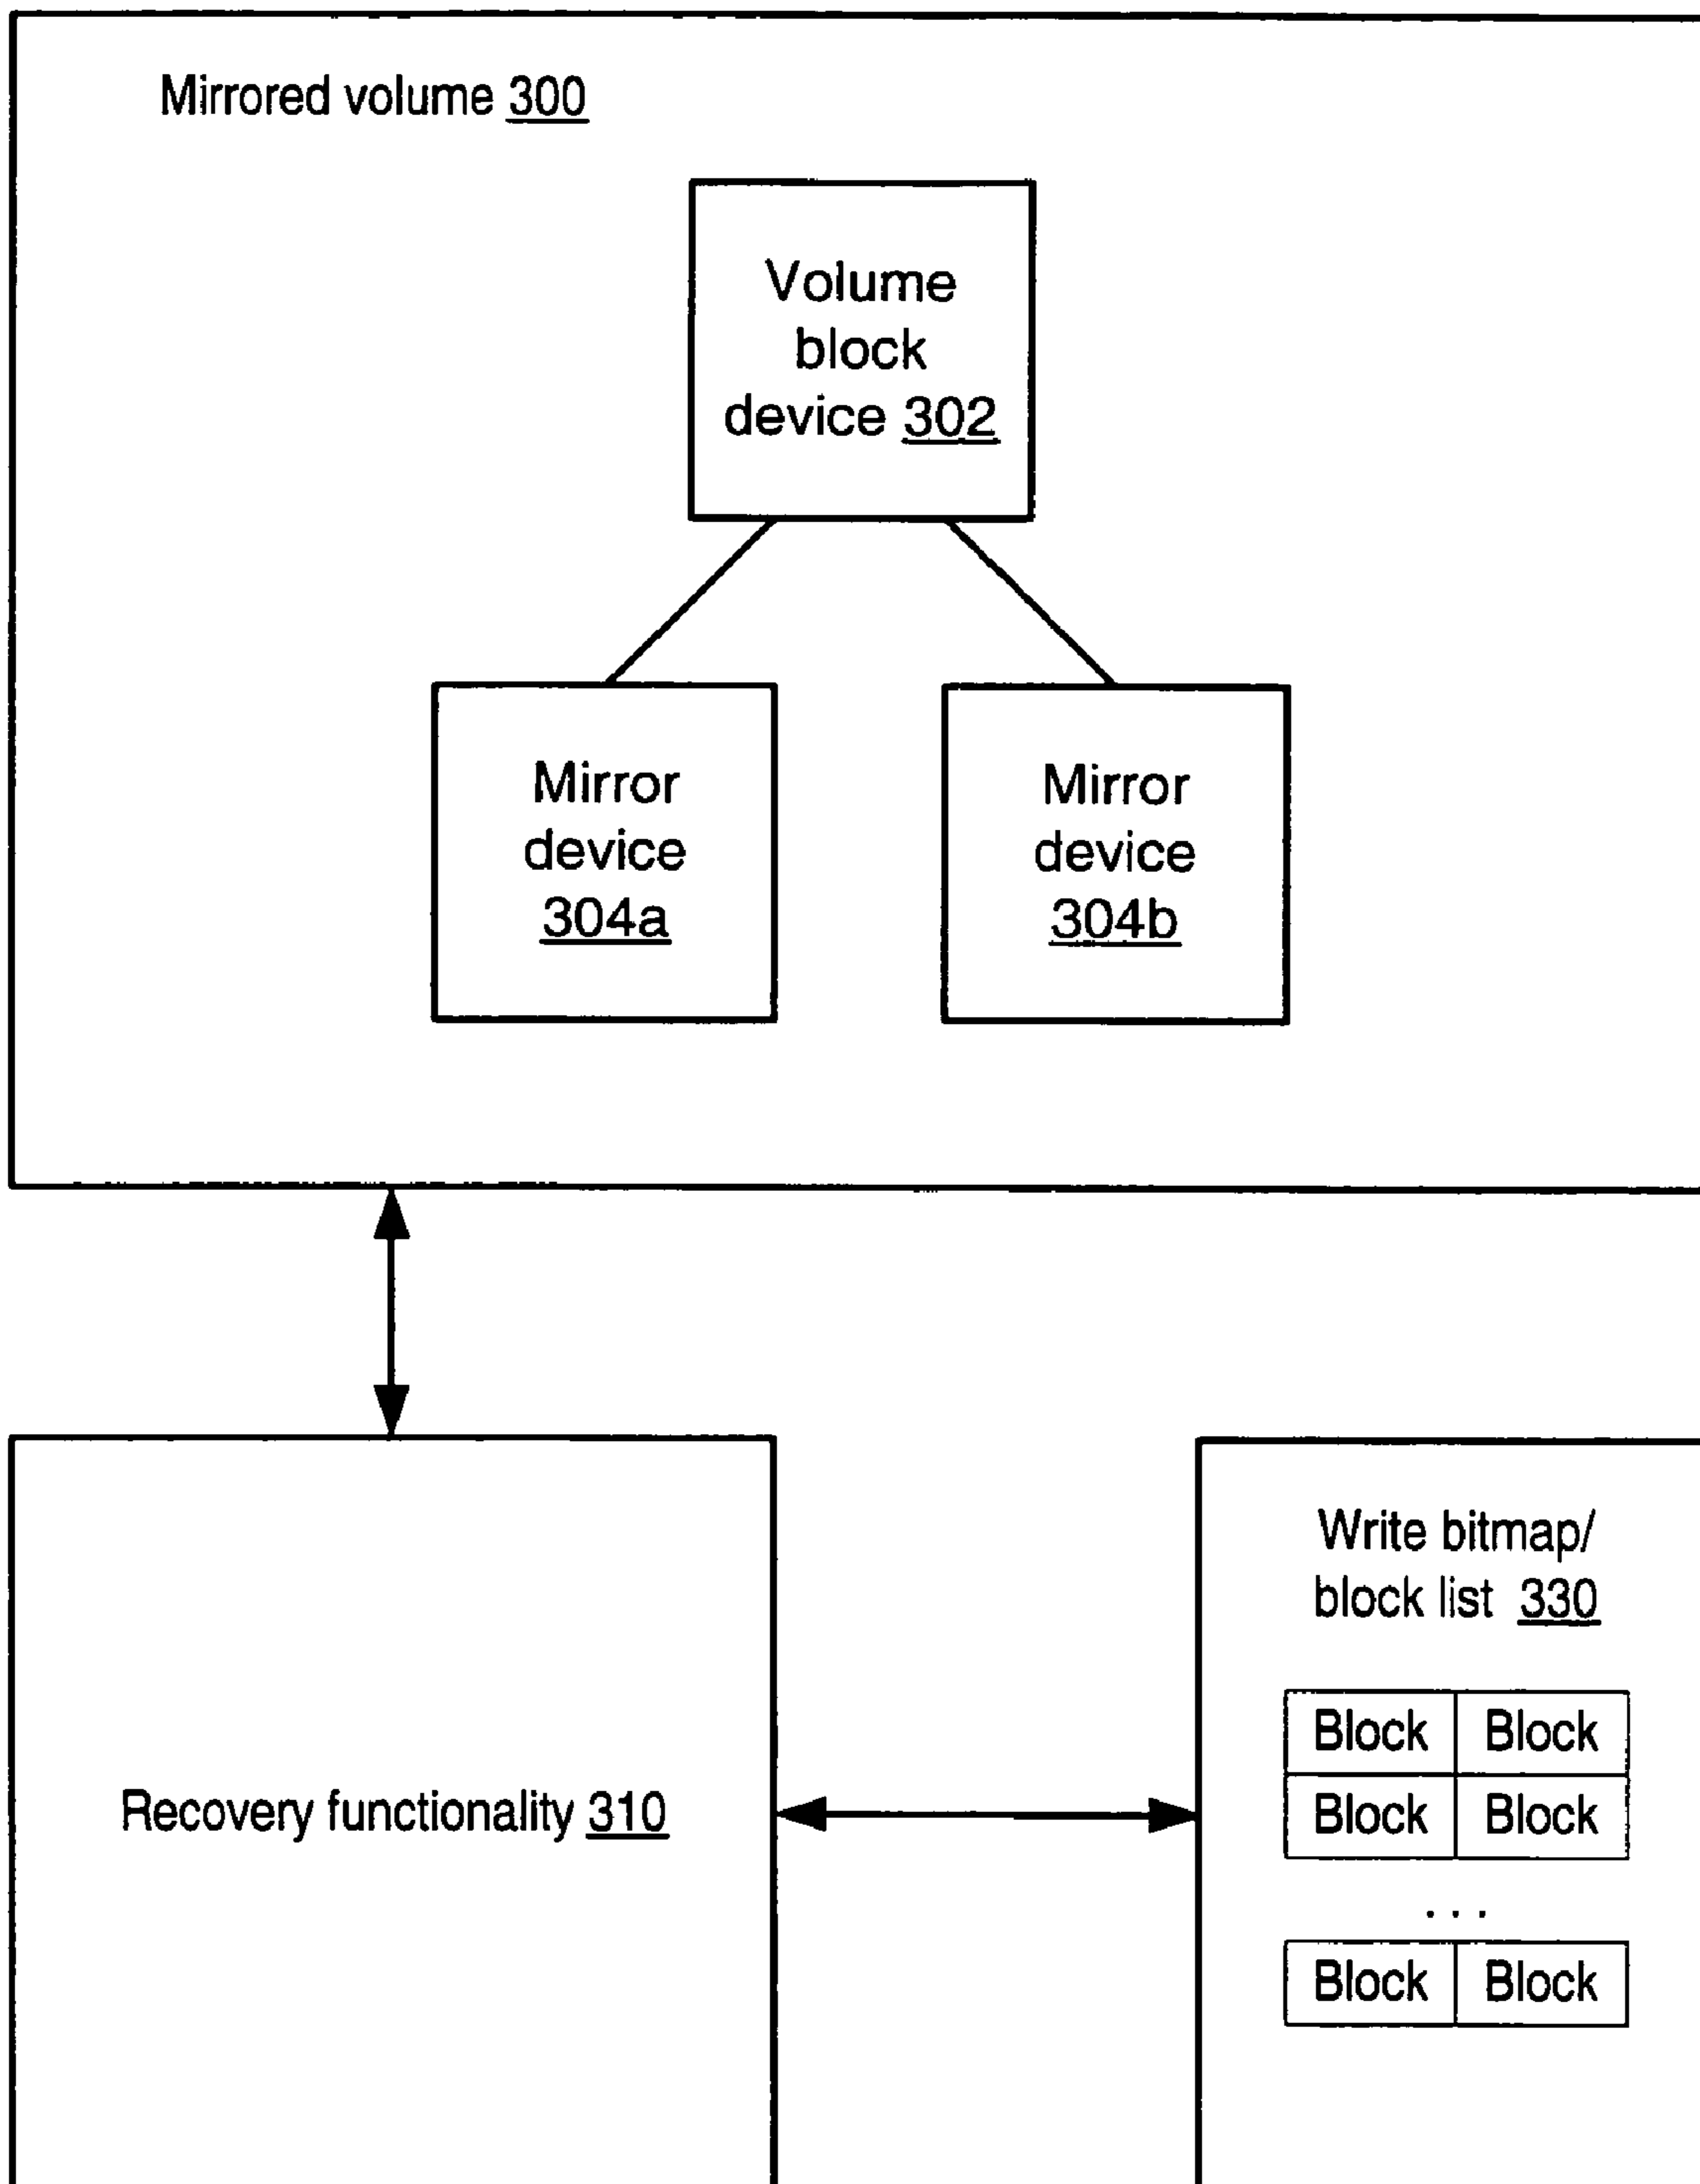 Mirrored volume 300
Volume
block
device 302
Mirror
device
304a
Mirror
device
304b
Recovery functionality 310
Write bitmap/
block list 330
Block Block
Block Block
...
Block Block